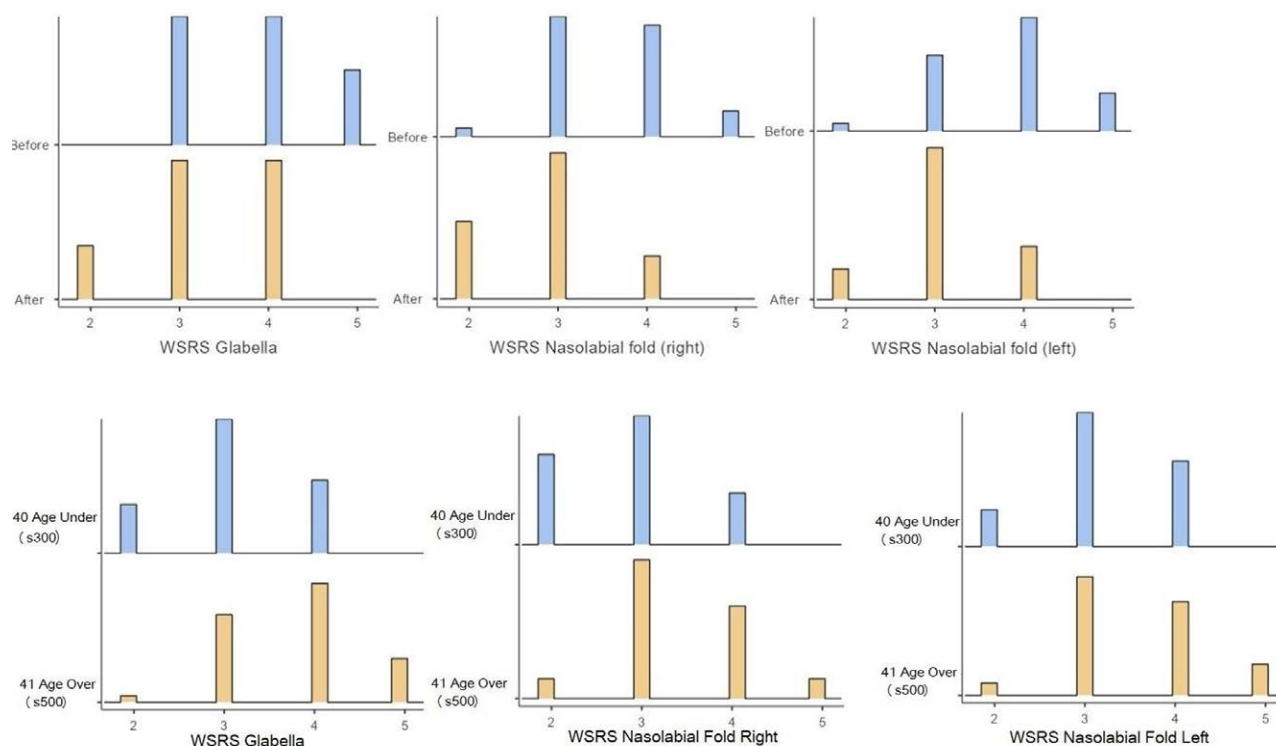 Before
After
2 3 4 5
WSRS Glabella
Before
After
2 3 4 5
WSRS Nasolabial fold (right)
Before
After
2 3 4 5
WSRS Nasolabial fold (left)
40 Age Under
(s300)
41 Age Over
(s500)
2 3 4 5
WSRS Glabella
40 Age Under
(s300)
41 Age Over
(s500)
2 3 4 5
WSRS Nasolabial Fold Right
40 Age Under
(s300)
41 Age Over
(s500)
2 3 4 5
WSRS Nasolabial Fold Left